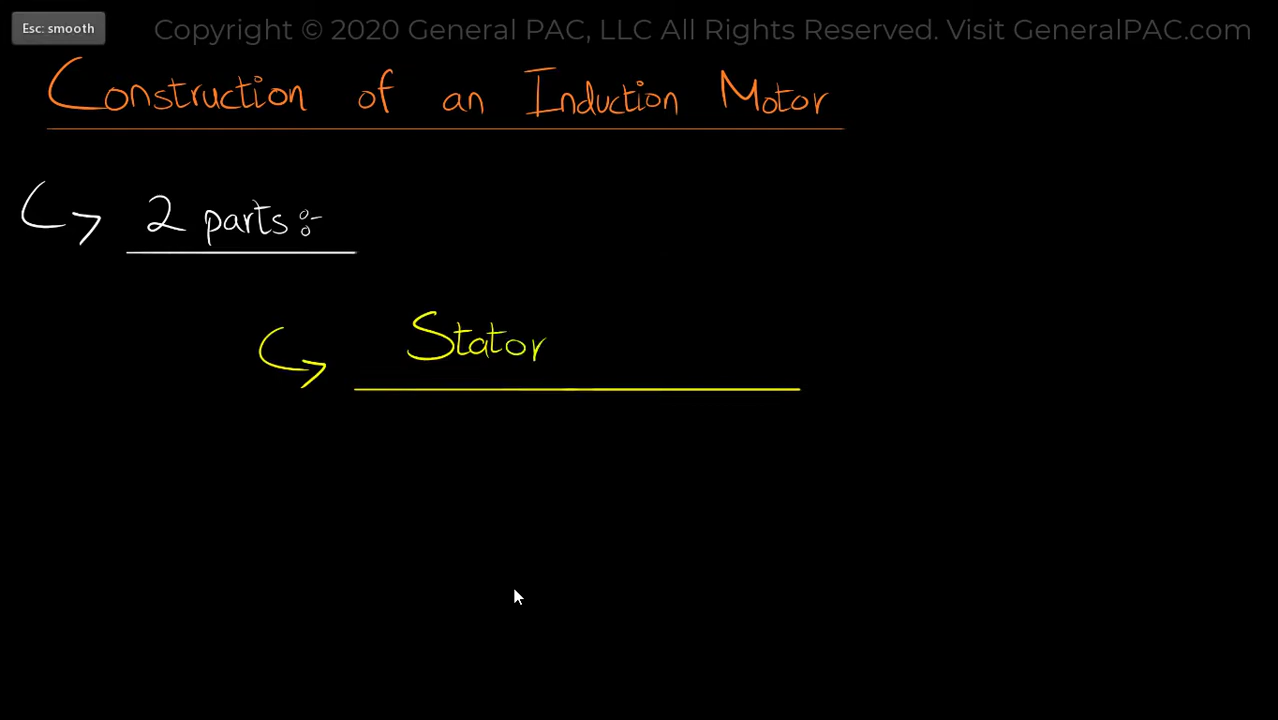 Esc: smooth
Copyright © 2020 General PAC, LLC All Rights Reserved. Visit GeneralPAC.com
Construction of an Induction Motor
2 parts :-
Stator